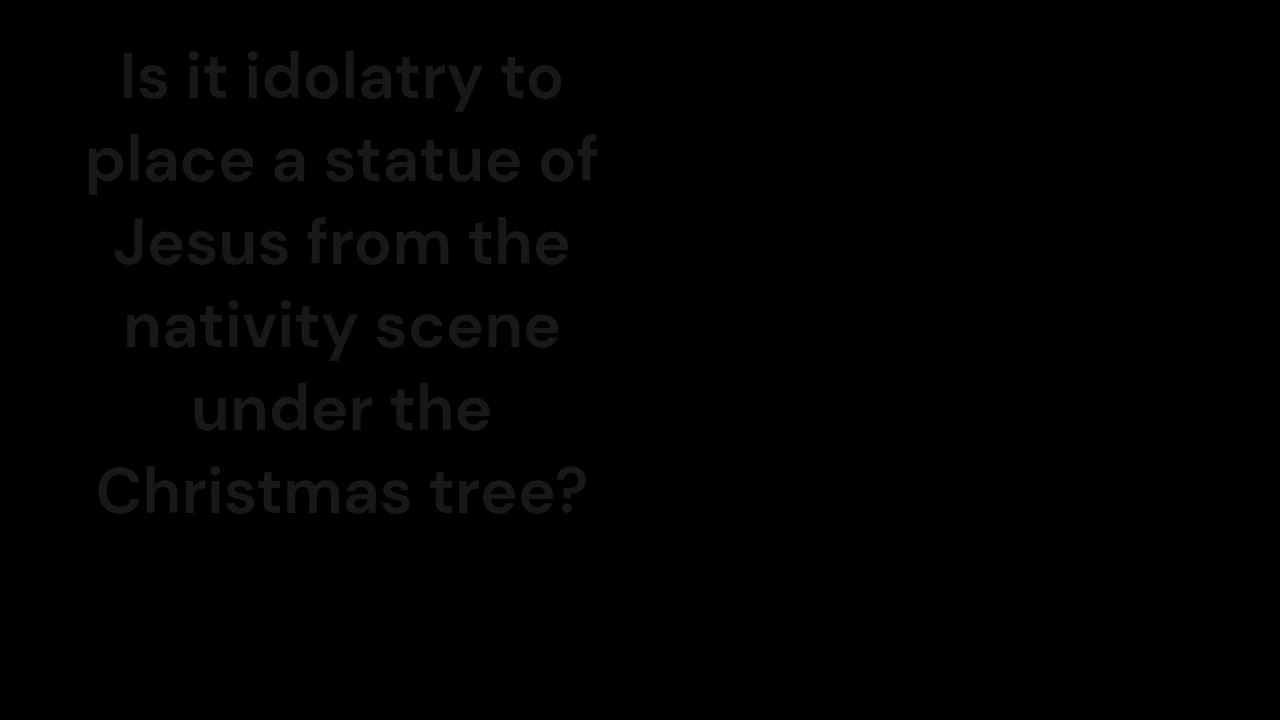 Is it idolatry to
place a statue of
Jesus from the
nativity scene
under the
Christmas tree?